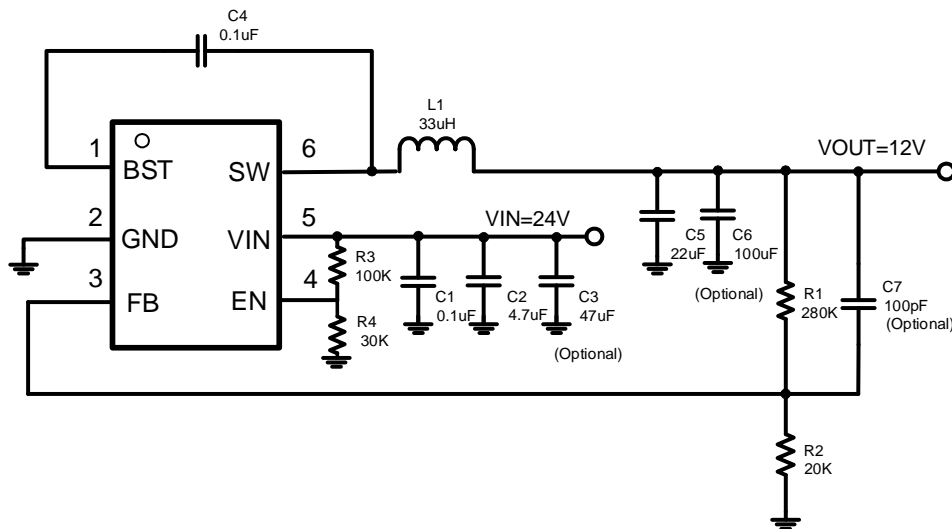 C4
0.1uF
L1
33uH
1
BST
SW
6
VOUT=12V
2
GND
VIN
5
VIN=24V
3
FB
EN
4
R3
100K
R4
30K
C1
0.1uF
C2
4.7uF
C3
47uF
(Optional)
C5
22uF
C6
100uF
(Optional)
R1
280K
C7
100pF
(Optional)
R2
20K